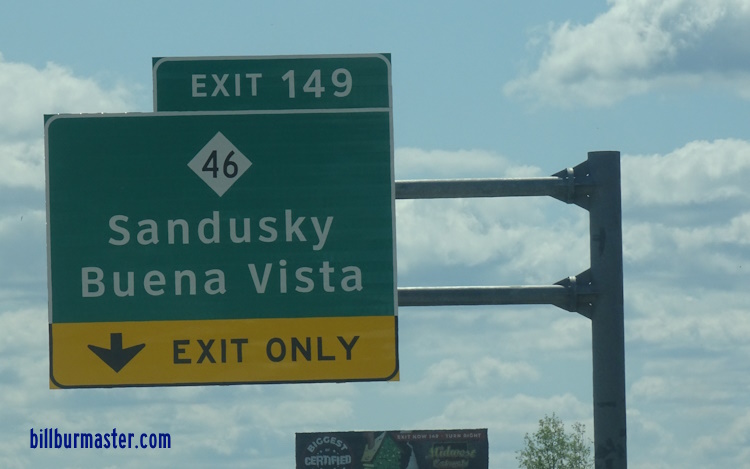 EXIT 149
46
Sandusky
Buena Vista
EXIT ONLY
billburmaster.com
BIGGEST
CERTIFIED